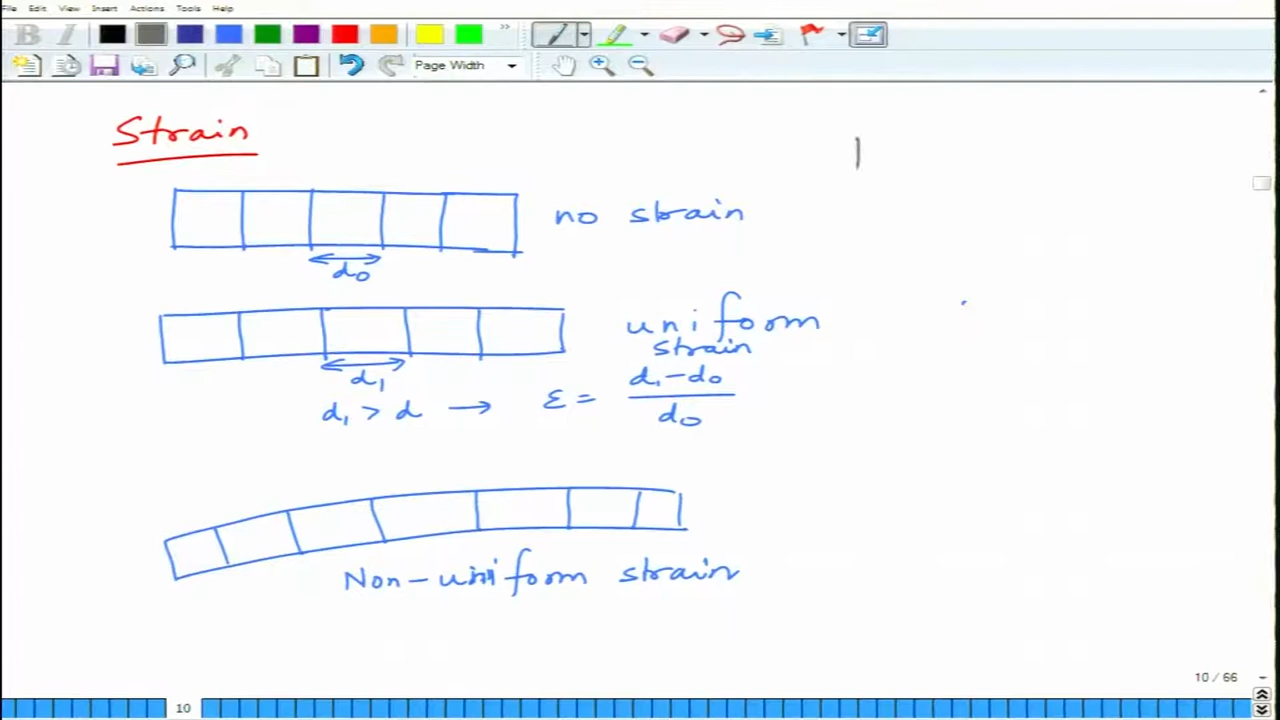 File Edit View Insert Actions Tools Help
B I
Page Width
Strain
no strain
d0
uniform
strain
d1
d1 > d → ε = d1-d0 / d0
Non-uniform strain
10 / 66
10